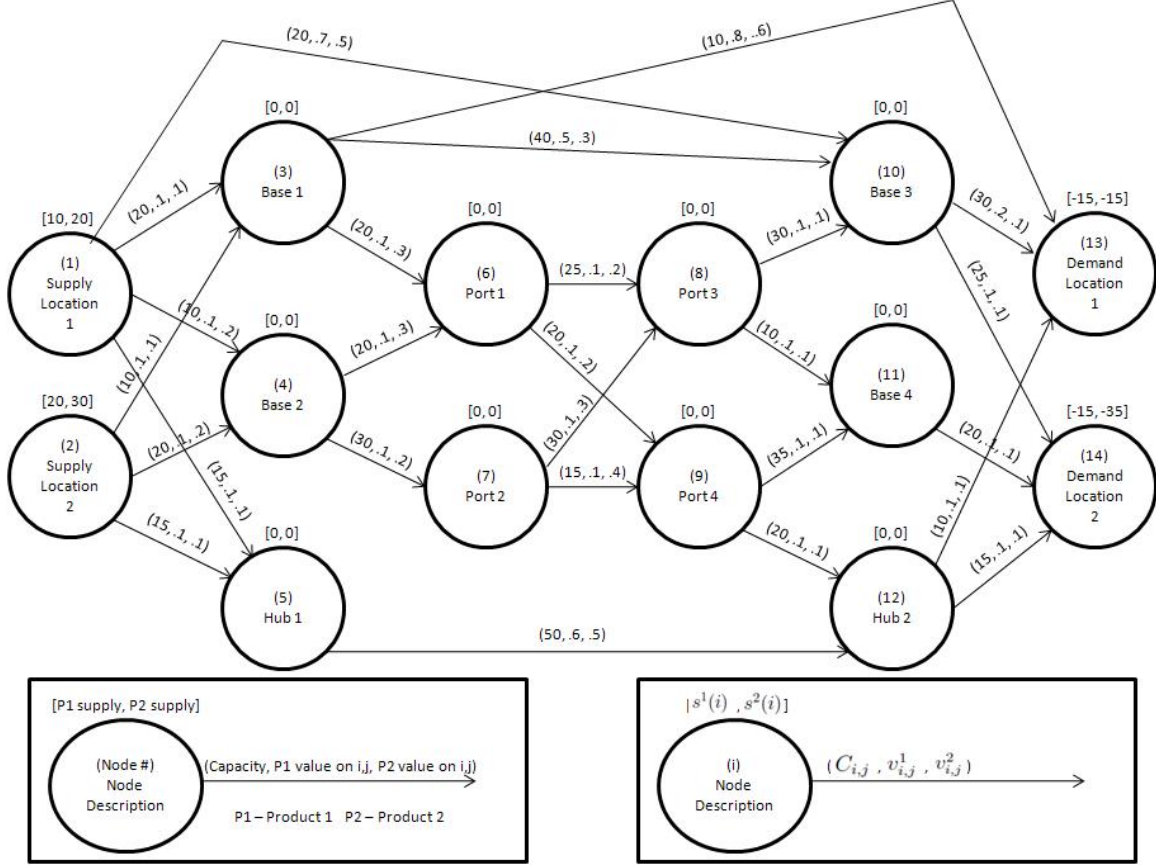 (20, .7, .5)
(10, .8, ..6)
[0, 0]
(3)
Base 1
(40, .5, .3)
[0, 0]
(10)
Base 3
[10, 20]
(1)
Supply
Location
1
(20, .1, .1)
(20, .1, .3)
[0, 0]
(6)
Port 1
(25, .1, .2)
[0, 0]
(8)
Port 3
(30, .1, .1)
(30, .2, .1)
[-15, -15]
(13)
Demand
Location
1
(10, .1, .2)
(10, .1, .1)
[0, 0]
(4)
Base 2
(20, .1, .3)
(20, .1, .2)
(10, .1, .1)
[0, 0]
(11)
Base 4
(25, .1, .1)
[20, 30]
(2)
Supply
Location
2
(20, .1, .2)
(30, .1, .2)
[0, 0]
(7)
Port 2
(30, .1, .3)
(15, .1, .4)
[0, 0]
(9)
Port 4
(35, .1, .1)
(20, .1, .1)
[-15, -35]
(14)
Demand
Location
2
(15, .1, .1)
(15, .1, .1)
[0, 0]
(5)
Hub 1
(20, .1, .1)
[0, 0]
(12)
Hub 2
(10, .1, .1)
(15, .1, .1)
(50, .6, .5)
[P1 supply, P2 supply]
(Node #)
Node
Description
(Capacity, P1 value on i,j, P2 value on i,j)
P1 – Product 1 P2 – Product 2
[s¹(i) , s²(i)]
(i)
Node
Description
( C_{i,j} , v¹_{i,j} , v²_{i,j} )